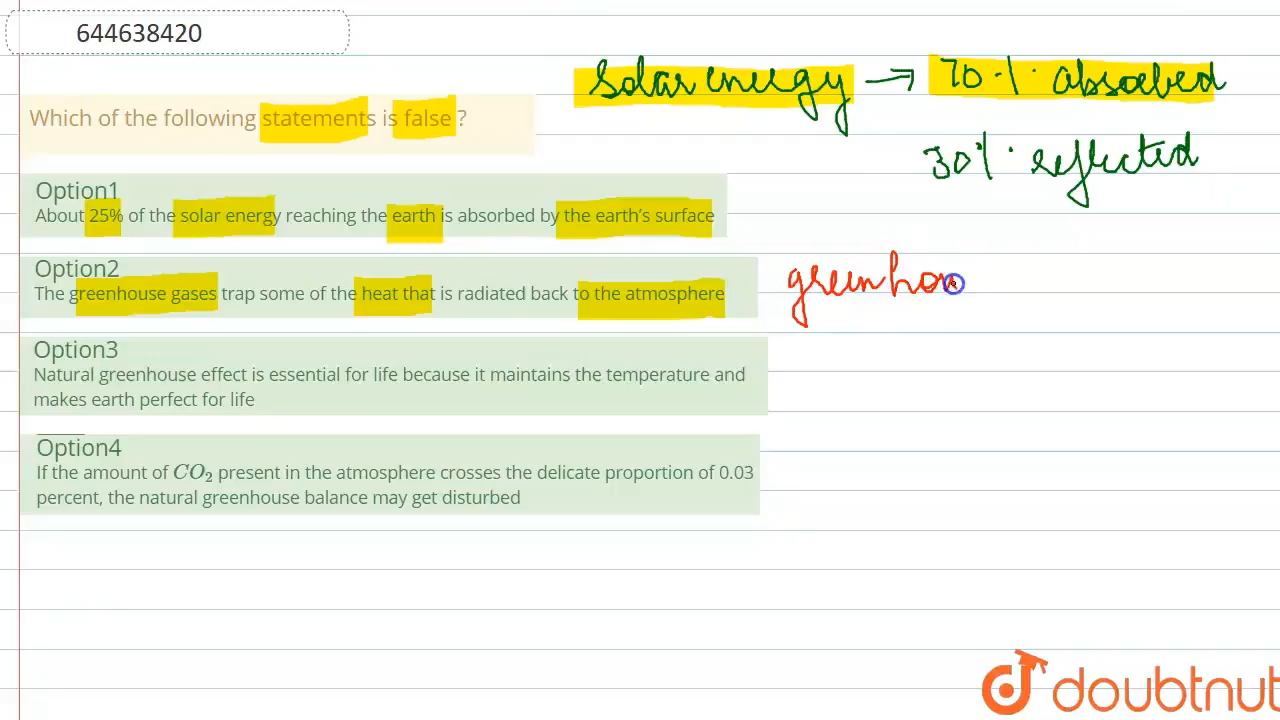 644638420
Solar energy → 70% absorbed
Which of the following statements is false ?
30% reflected
Option1
About 25% of the solar energy reaching the earth is absorbed by the earth's surface
Option2
The greenhouse gases trap some of the heat that is radiated back to the atmosphere
greenhou
Option3
Natural greenhouse effect is essential for life because it maintains the temperature and
makes earth perfect for life
Option4
If the amount of CO₂ present in the atmosphere crosses the delicate proportion of 0.03
percent, the natural greenhouse balance may get disturbed
doubtnut